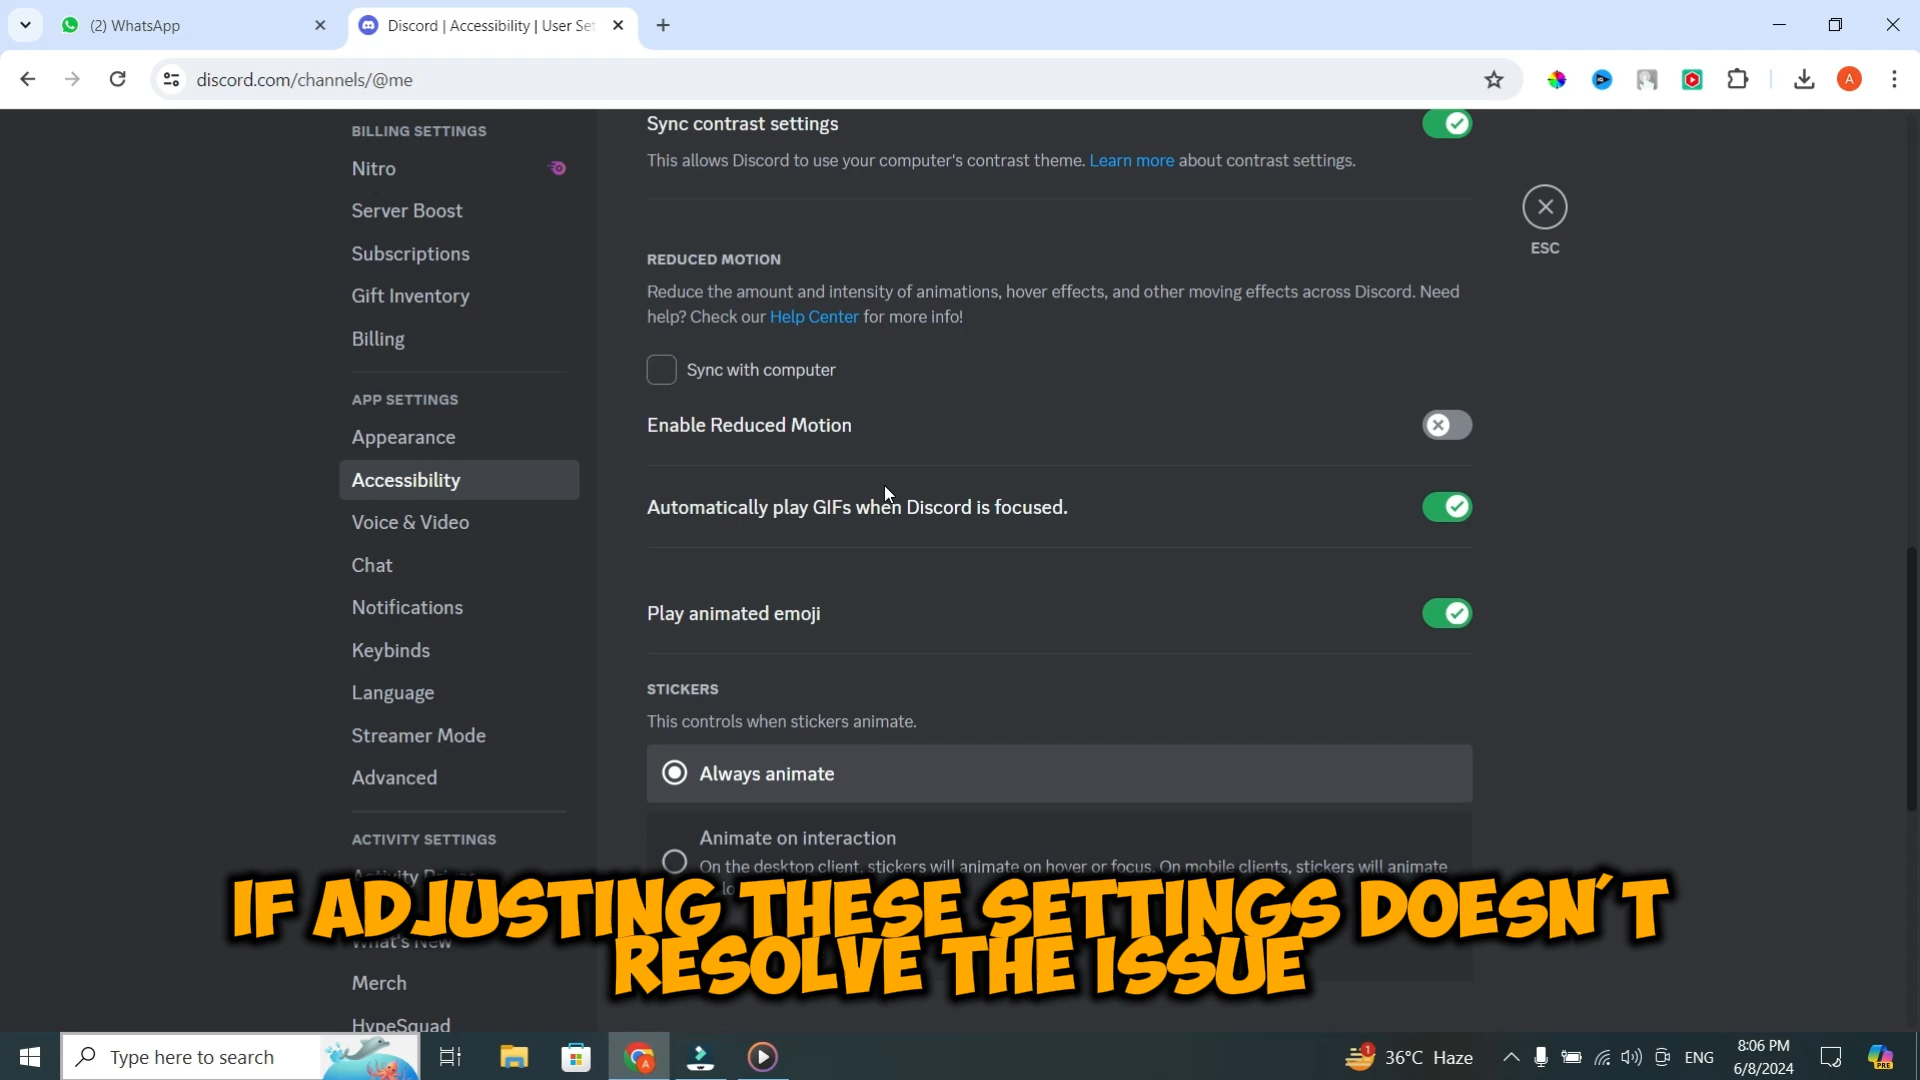 (2) WhatsApp
Discord | Accessibility | User Set
discord.com/channels/@me
A
BILLING SETTINGS
Nitro
Server Boost
Subscriptions
Gift Inventory
Billing
APP SETTINGS
Appearance
Accessibility
Voice & Video
Chat
Notifications
Keybinds
Language
Streamer Mode
Advanced
ACTIVITY SETTINGS
What's New
Merch
HypeSquad
Sync contrast settings
This allows Discord to use your computer's contrast theme. Learn more about contrast settings.
REDUCED MOTION
Reduce the amount and intensity of animations, hover effects, and other moving effects across Discord. Need
help? Check our Help Center for more info!
Sync with computer
Enable Reduced Motion
Automatically play GIFs when Discord is focused.
Play animated emoji
STICKERS
This controls when stickers animate.
Always animate
Animate on interaction
On the desktop client, stickers will animate on hover or focus. On mobile clients, stickers will animate
ESC
IF ADJUSTING THESE SETTINGS DOESN'T
RESOLVE THE ISSUE
Type here to search
1
36°C Haze
ENG
8:06 PM
6/8/2024
PRE